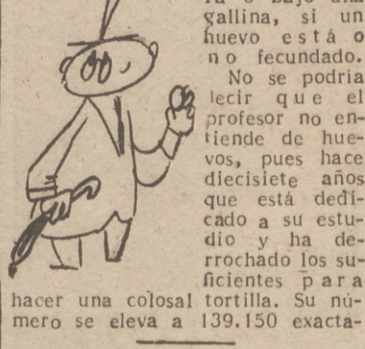 gallina, si un
huevo está o
no fecundado.
No se podria
lecir que el
profesor no en-
tiende de hue-
vos, pues hace
diecisiete años
que está dedi-
cado a su estu-
dio y ha de-
rrochado los su-
ficientes para
hacer una colosal tortilla. Su nú-
mero se eleva a 139.150 exacta-